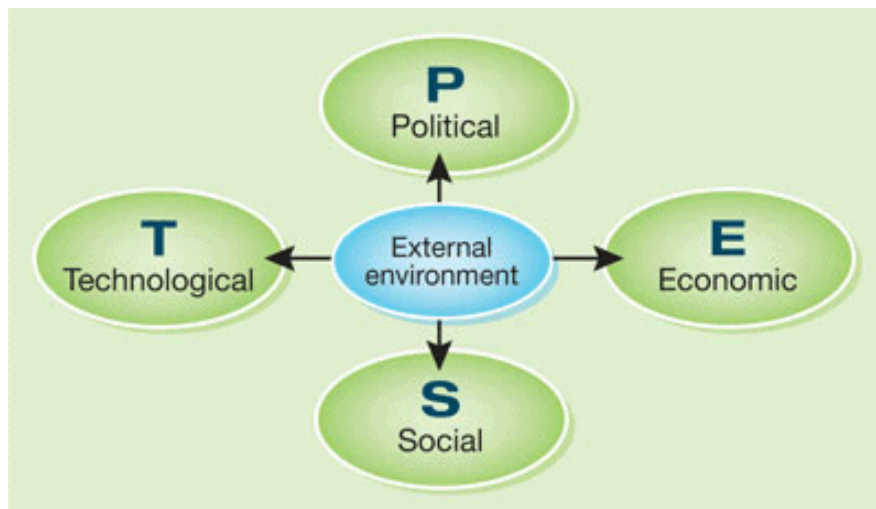 P
Political
T
Technological
External
environment
E
Economic
S
Social